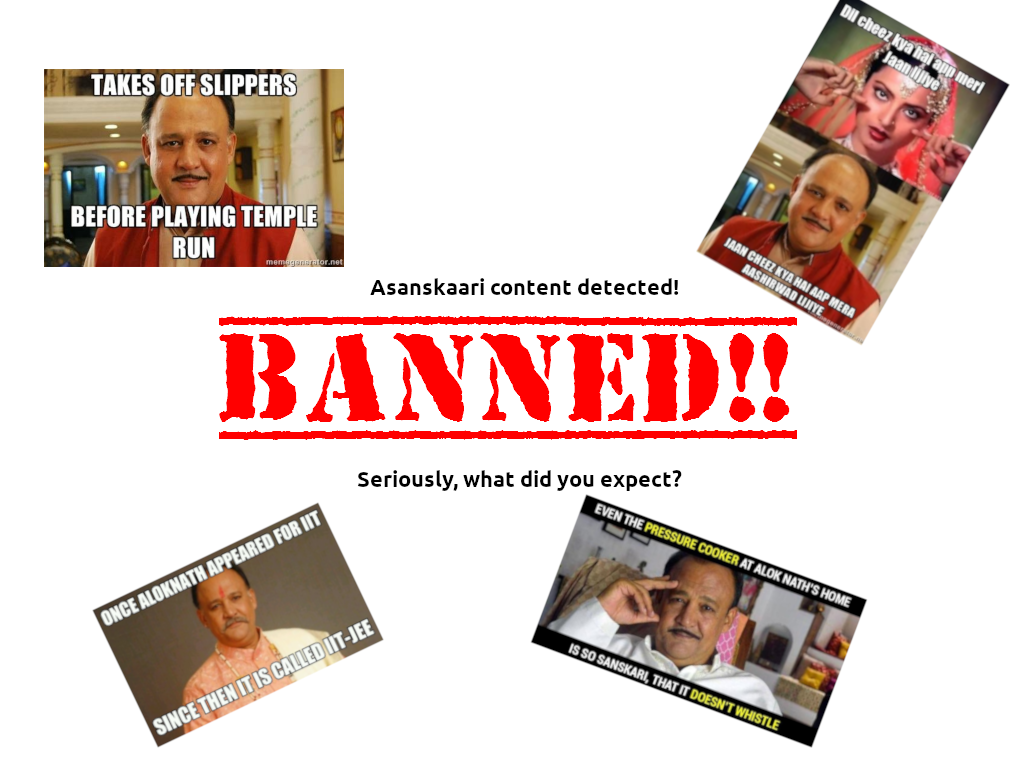 TAKES OFF SLIPPERS
BEFORE PLAYING TEMPLE
RUN
memegenerator.net
Dil cheez kya hai app meri
Jaan lijiye
JAAN CHEEZ KYA HAI AAP MERA
AASHIRWAD LIJIYE
Asanskaari content detected!
BANNED!!
Seriously, what did you expect?
ONCE ALOKNATH APPEARED FOR IIT
SINCE THEN IT IS CALLED IIT-JEE
EVEN THE PRESSURE COOKER AT ALOK NATH'S HOME
IS SO SANSKARI, THAT IT DOESN'T WHISTLE